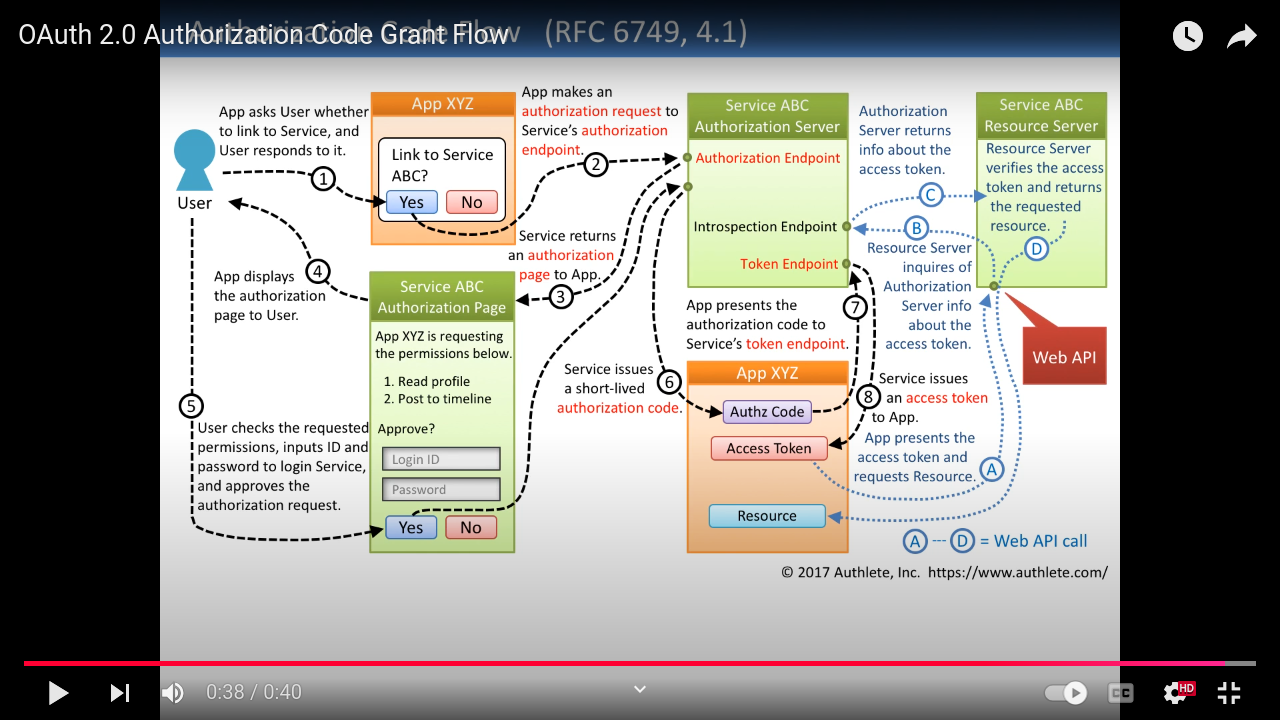 OAuth 2.0 Authorization Code Grant Flow
Authorization Code Flow (RFC 6749, 4.1)
App asks User whether
to link to Service, and
User responds to it.
1
User
App XYZ
Link to Service
ABC?
Yes
No
App makes an
authorization request to
Service's authorization
endpoint.
2
Service returns
an authorization
page to App.
3
App displays
the authorization
page to User.
4
Service ABC
Authorization Page
App XYZ is requesting
the permissions below.
1. Read profile
2. Post to timeline
Approve?
Login ID
Password
Yes
No
5
User checks the requested
permissions, inputs ID and
password to login Service,
and approves the
authorization request.
Service ABC
Authorization Server
Authorization Endpoint
Introspection Endpoint
Token Endpoint
Service issues
a short-lived
authorization code.
6
App presents the
authorization code to
Service's token endpoint.
7
App XYZ
Authz Code
Access Token
Resource
8
Service issues
an access token
to App.
App presents the
access token and
requests Resource.
A
Authorization
Server returns
info about the
access token.
C
B
Resource Server
inquires of
Authorization
Server info
about the
access token.
Service ABC
Resource Server
Resource Server
verifies the access
token and returns
the requested
resource.
D
Web API
A --- D = Web API call
© 2017 Authlete, Inc. https://www.authlete.com/
0:38 / 0:40
CC
HD